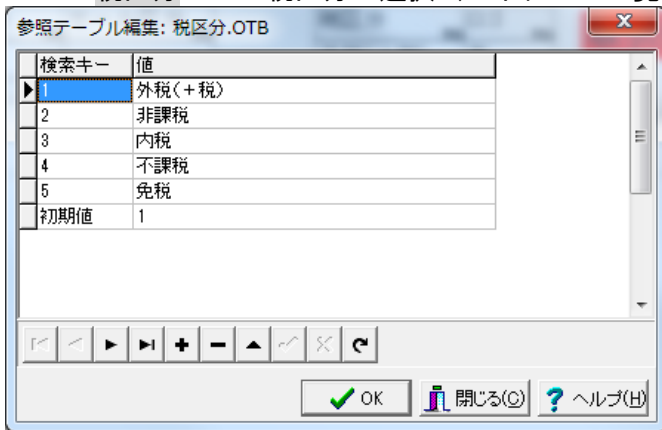 参照テーブル編集: 税区分.OTB
検索キー 値
1 外税(+税)
2 非課税
3 内税
4 不課税
5 免税
初期値 1
OK 閉じる(C) ヘルプ(H)